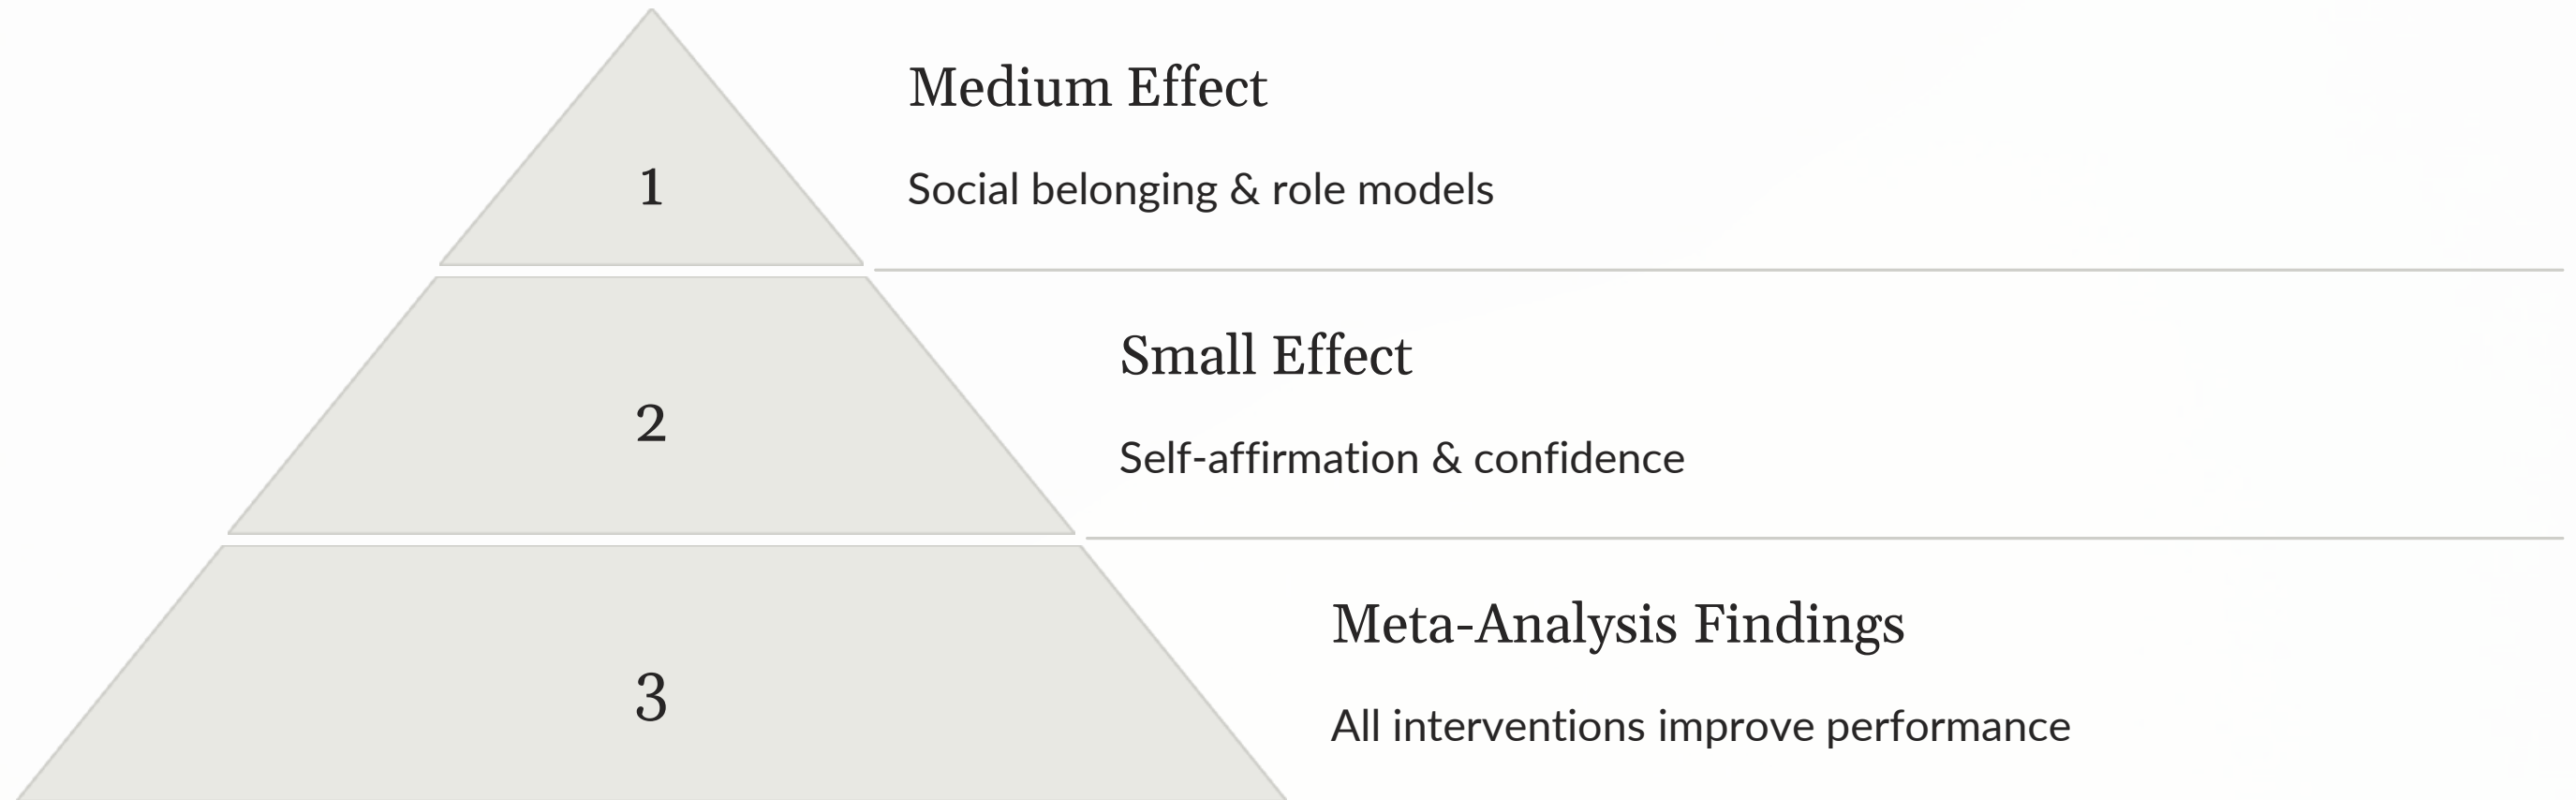 Medium Effect
1
Social belonging & role models
Small Effect
2
Self-affirmation & confidence
Meta-Analysis Findings
3
All interventions improve performance